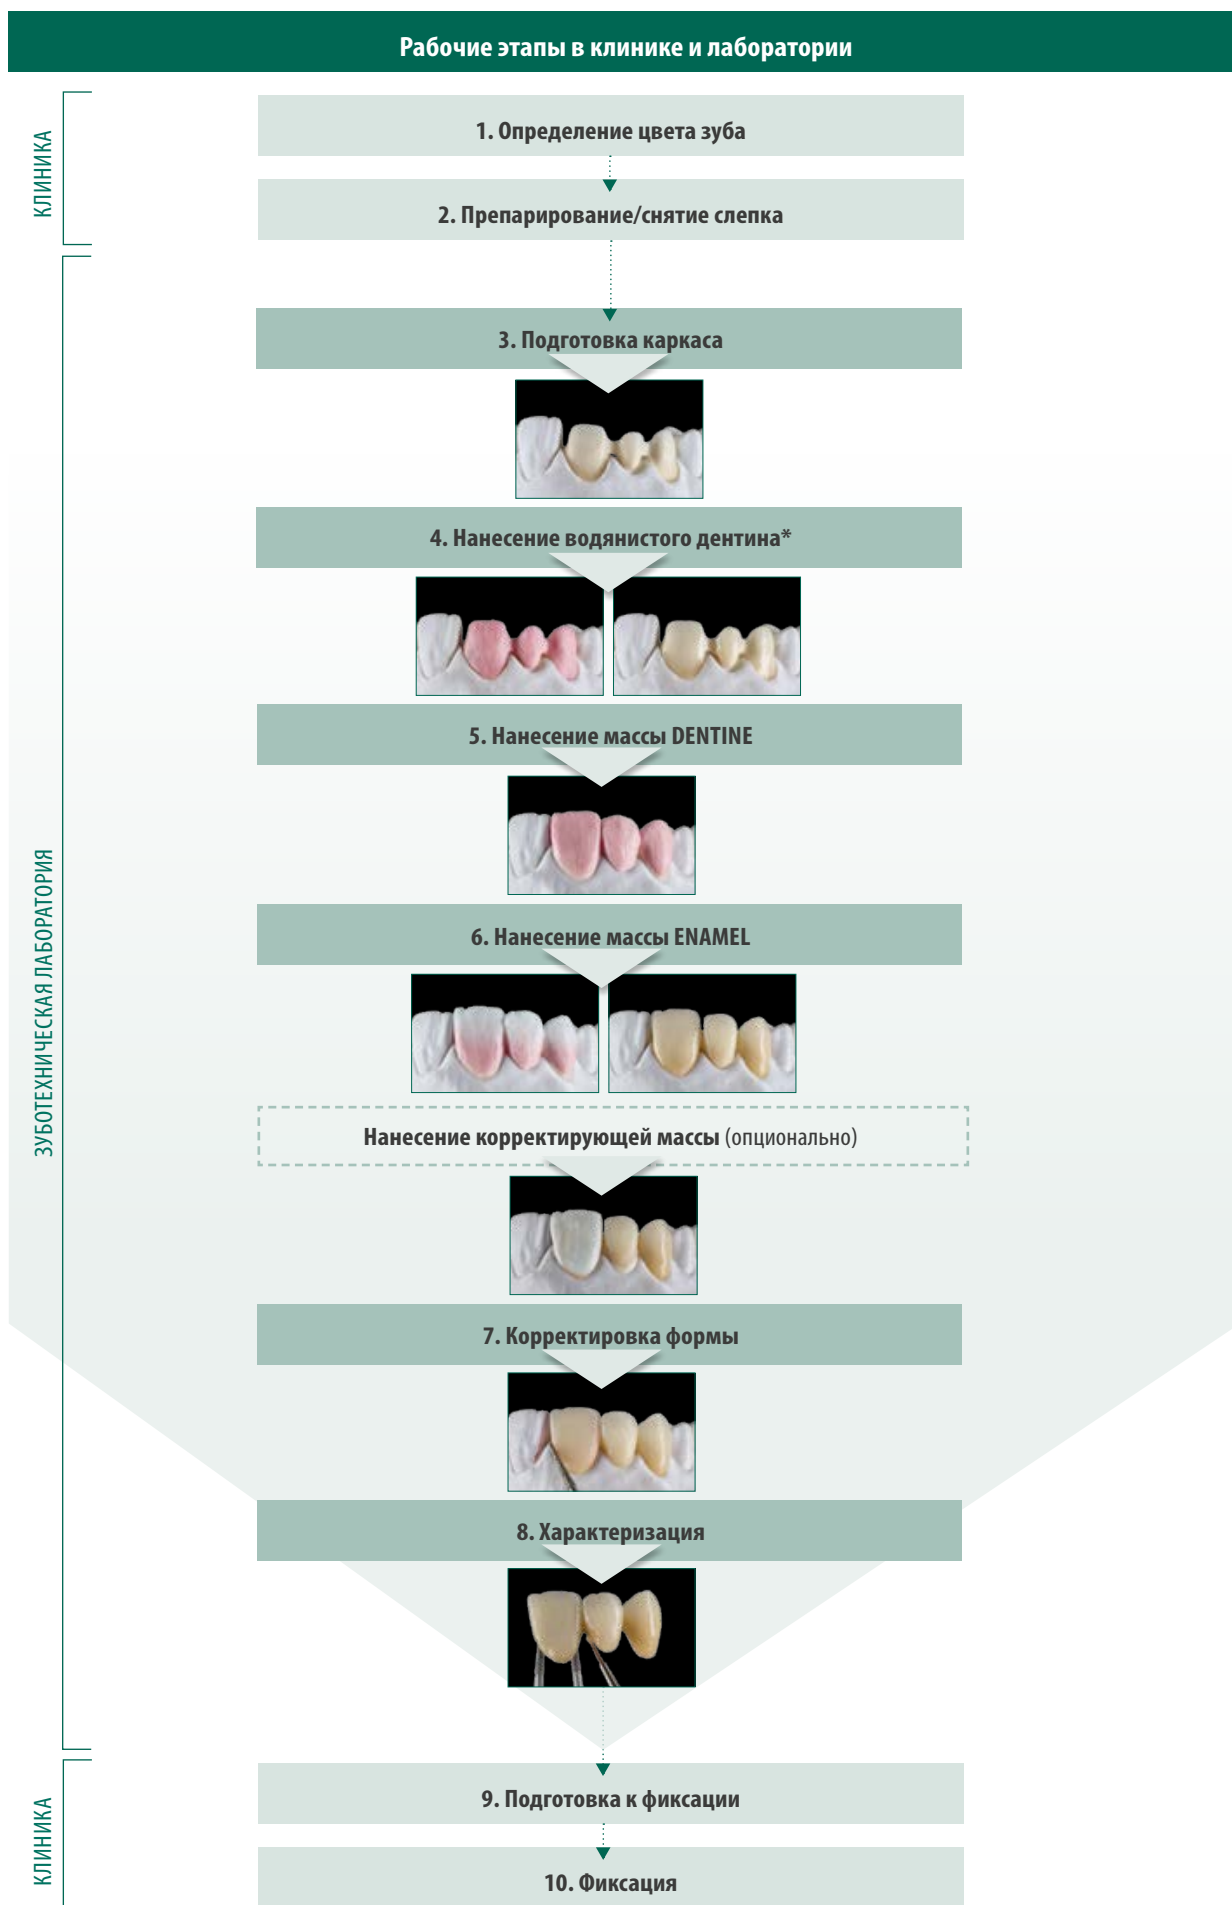 Рабочие этапы в клинике и лаборатории
КЛИНИКА
1. Определение цвета зуба
2. Препарирование/снятие слепка
ЗУБОТЕХНИЧЕСКАЯ ЛАБОРАТОРИЯ
3. Подготовка каркаса
4. Нанесение водянистого дентина*
5. Нанесение массы DENTINE
6. Нанесение массы ENAMEL
Нанесение корректирующей массы (опционально)
7. Корректировка формы
8. Характеризация
КЛИНИКА
9. Подготовка к фиксации
10. Фиксация